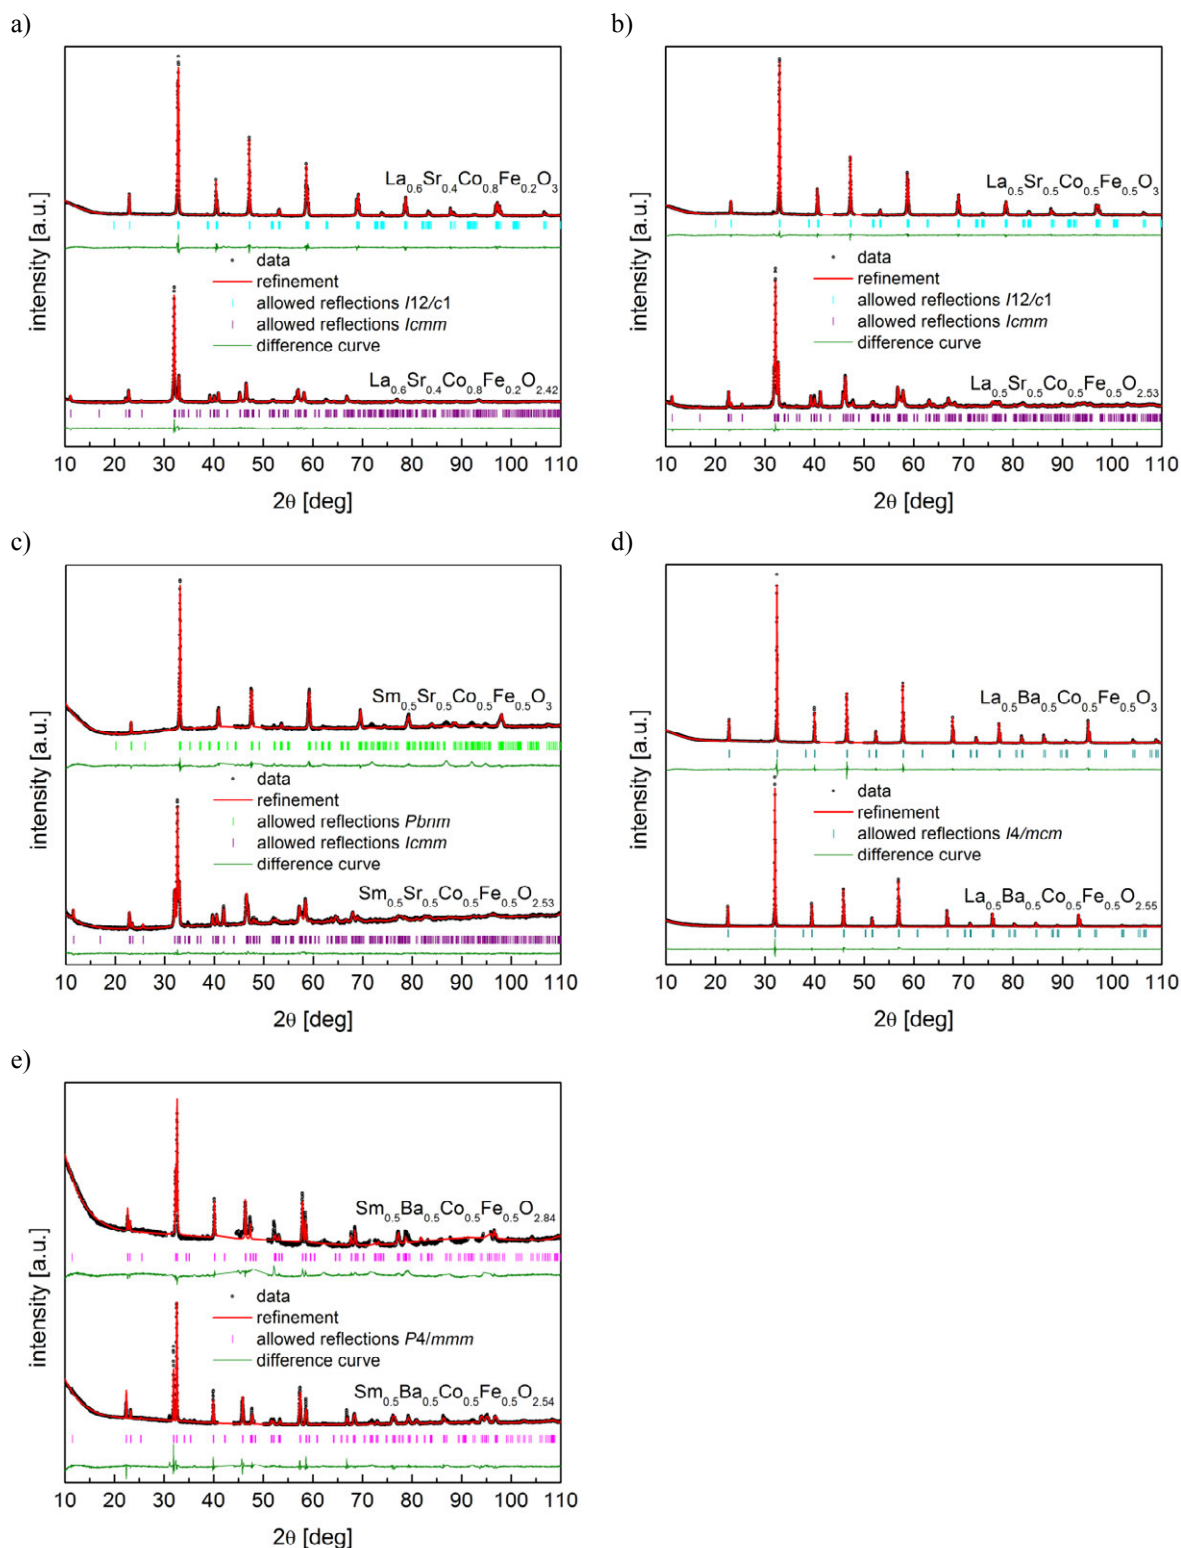 a)
intensity [a.u.]
La0.6Sr0.4Co0.8Fe0.2O3
data
refinement
allowed reflections I12/c1
allowed reflections Icmm
difference curve
La0.6Sr0.4Co0.8Fe0.2O2.42
10 20 30 40 50 60 70 80 90 100 110
2θ [deg]
b)
intensity [a.u.]
La0.5Sr0.5Co0.5Fe0.5O3
data
refinement
allowed reflections I12/c1
allowed reflections Icmm
difference curve
La0.5Sr0.5Co0.5Fe0.5O2.53
10 20 30 40 50 60 70 80 90 100 110
2θ [deg]
c)
intensity [a.u.]
Sm0.5Sr0.5Co0.5Fe0.5O3
data
refinement
allowed reflections Pbnm
allowed reflections Icmm
difference curve
Sm0.5Sr0.5Co0.5Fe0.5O2.53
10 20 30 40 50 60 70 80 90 100 110
2θ [deg]
d)
intensity [a.u.]
La0.5Ba0.5Co0.5Fe0.5O3
data
refinement
allowed reflections I4/mcm
difference curve
La0.5Ba0.5Co0.5Fe0.5O2.55
10 20 30 40 50 60 70 80 90 100 110
2θ [deg]
e)
intensity [a.u.]
Sm0.5Ba0.5Co0.5Fe0.5O2.84
data
refinement
allowed reflections P4/mmm
difference curve
Sm0.5Ba0.5Co0.5Fe0.5O2.54
10 20 30 40 50 60 70 80 90 100 110
2θ [deg]